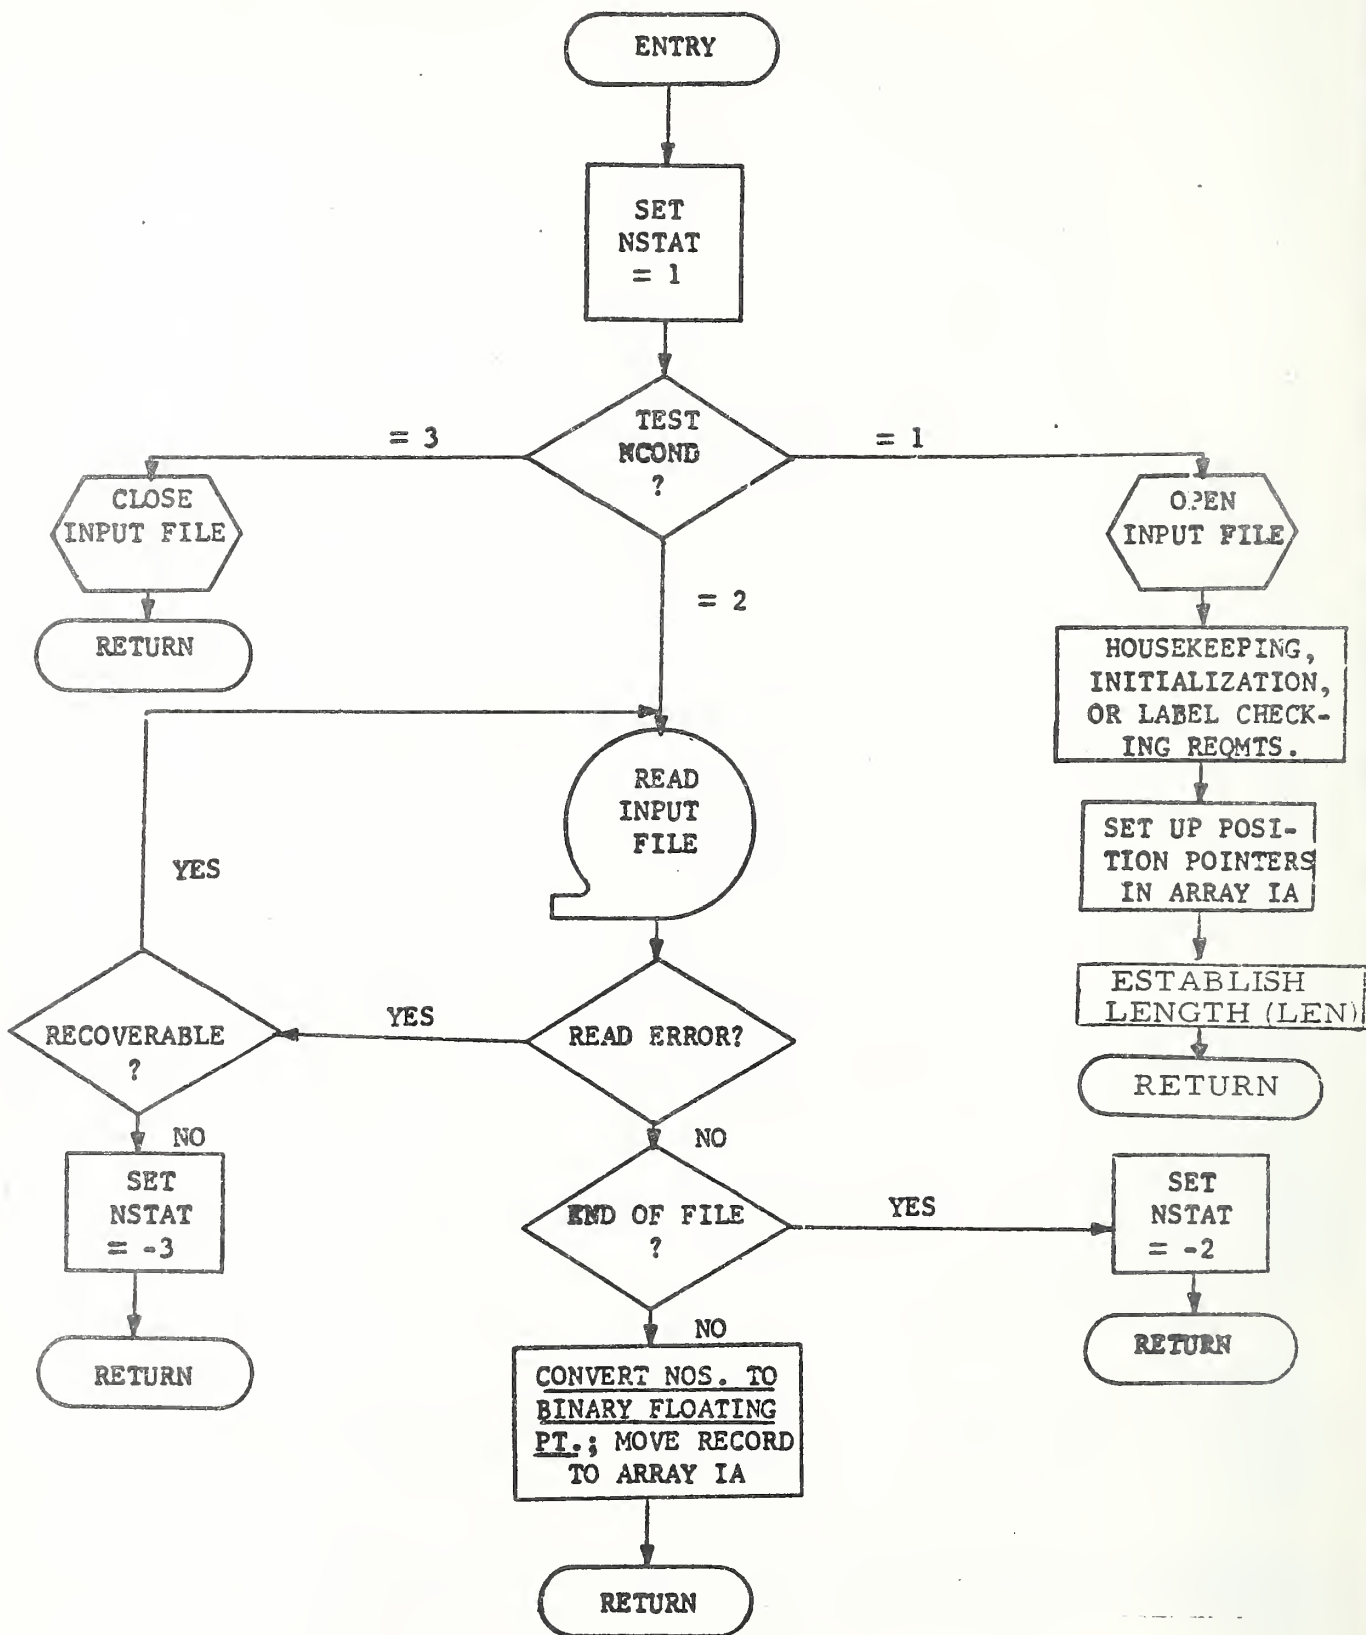 ENTRY
SET
NSTAT
= 1
TEST
NCOND
?
= 3
= 1
= 2
CLOSE
INPUT FILE
RETURN
OPEN
INPUT FILE
HOUSEKEEPING,
INITIALIZATION,
OR LABEL CHECK-
ING REQMTS.
SET UP POSI-
TION POINTERS
IN ARRAY IA
ESTABLISH
LENGTH (LEN)
RETURN
READ
INPUT
FILE
YES
READ ERROR?
YES
RECOVERABLE
?
NO
SET
NSTAT
= -3
RETURN
NO
END OF FILE
?
YES
SET
NSTAT
= -2
RETURN
NO
CONVERT NOS. TO
BINARY FLOATING
PT.; MOVE RECORD
TO ARRAY IA
RETURN